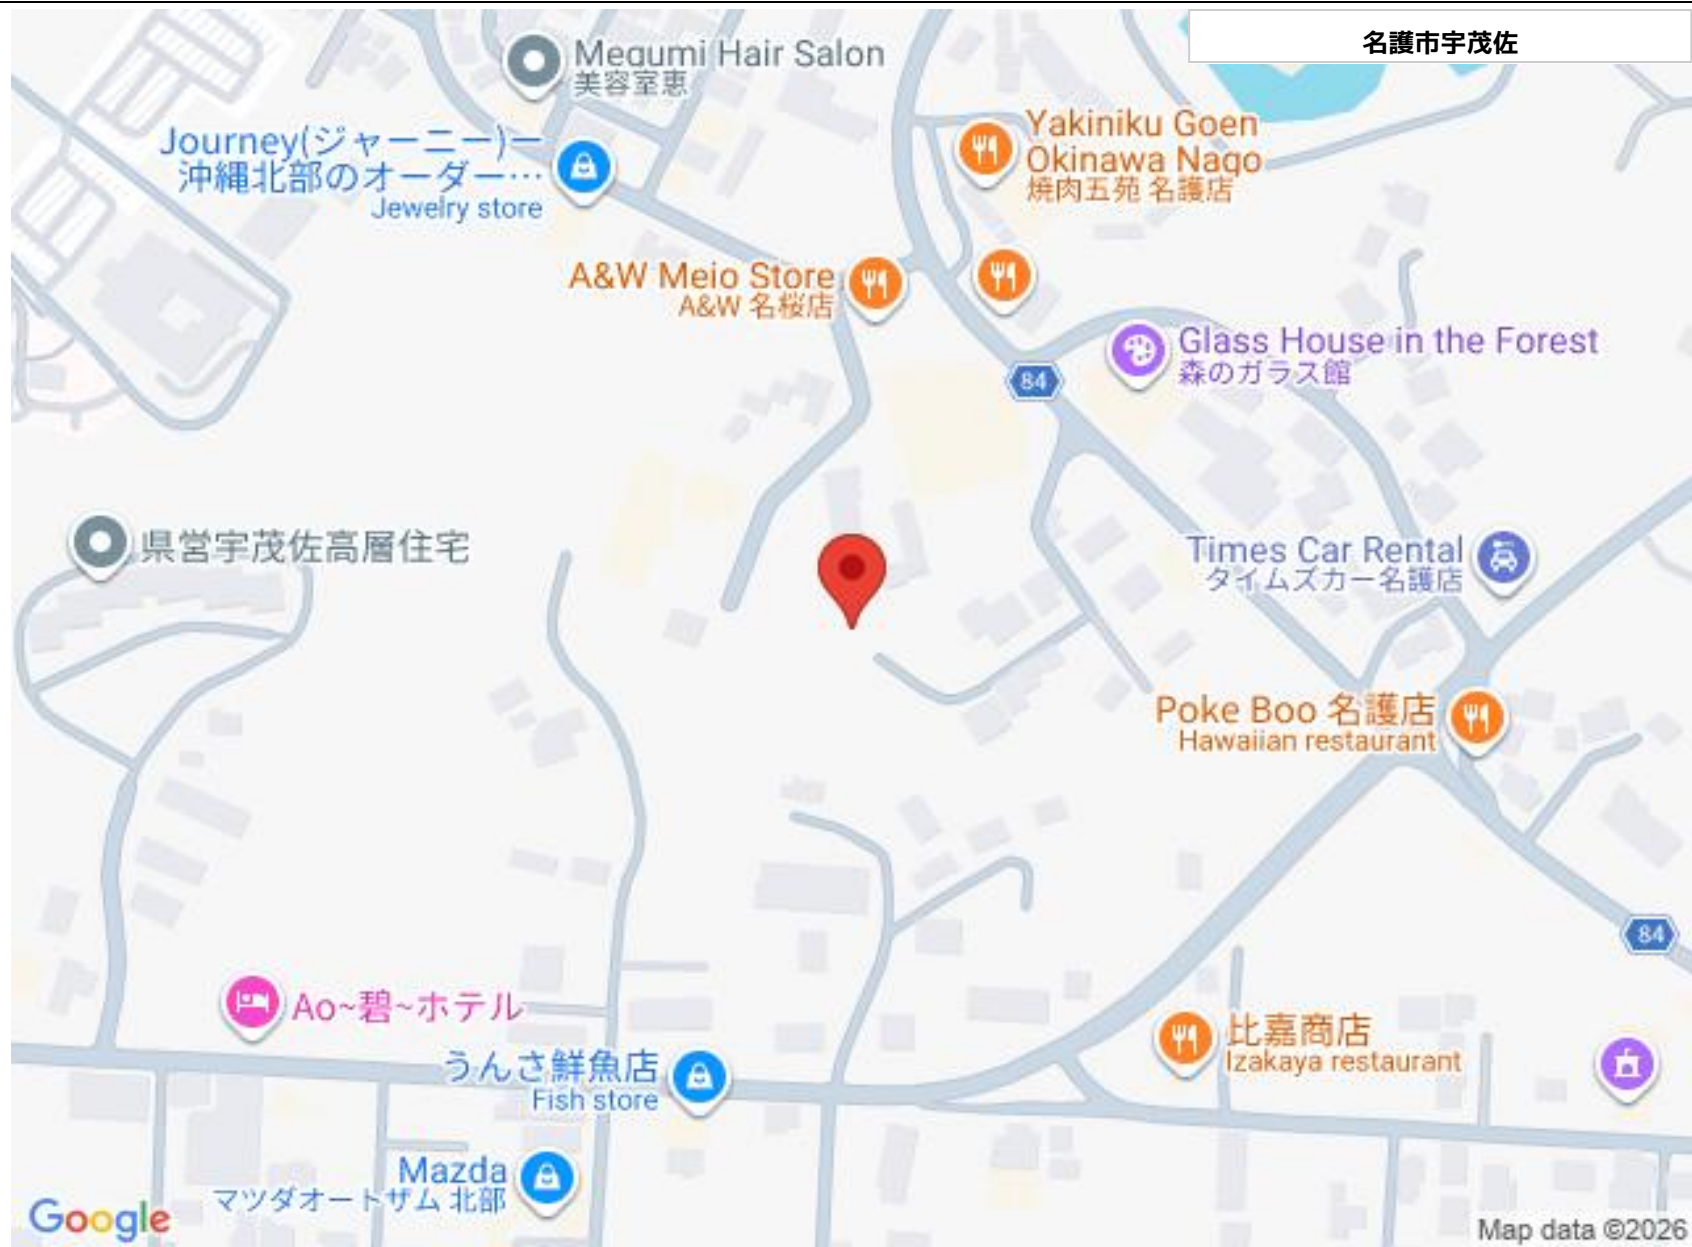 名護市宇茂佐
Megumi Hair Salon
美容室恵
Journey(ジャーニー)ー
沖縄北部のオーダー…
Jewelry store
Yakiniku Goen
Okinawa Nago
焼肉五苑 名護店
A&W Meio Store
A&W 名桜店
Glass House in the Forest
森のガラス館
84
県営宇茂佐高層住宅
Times Car Rental
タイムズカー名護店
Poke Boo 名護店
Hawaiian restaurant
84
Ao~碧~ホテル
うんさ鮮魚店
Fish store
比嘉商店
Izakaya restaurant
Mazda
マツダオートザム 北部
Google
Map data ©2026